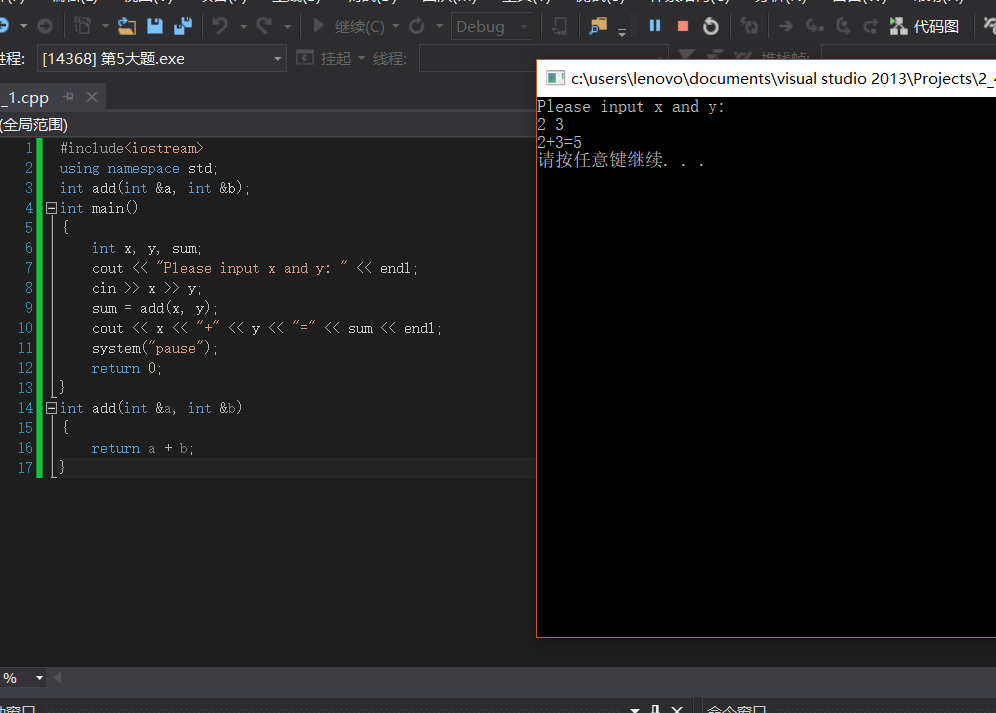 继续(C)
Debug
代码图
程:
[14368] 第5大题.exe
挂起
线程:
堆栈帧:
_1.cpp
(全局范围)
1 #include<iostream>
2 using namespace std;
3 int add(int &a, int &b);
4 int main()
5 {
6 int x, y, sum;
7 cout << "Please input x and y: " << endl;
8 cin >> x >> y;
9 sum = add(x, y);
10 cout << x << "+" << y << "=" << sum << endl;
11 system("pause");
12 return 0;
13 }
14 int add(int &a, int &b)
15 {
16 return a + b;
17 }
c:\users\lenovo\documents\visual studio 2013\Projects\2_
Please input x and y:
2 3
2+3=5
请按任意键继续. . .
%
命令窗口